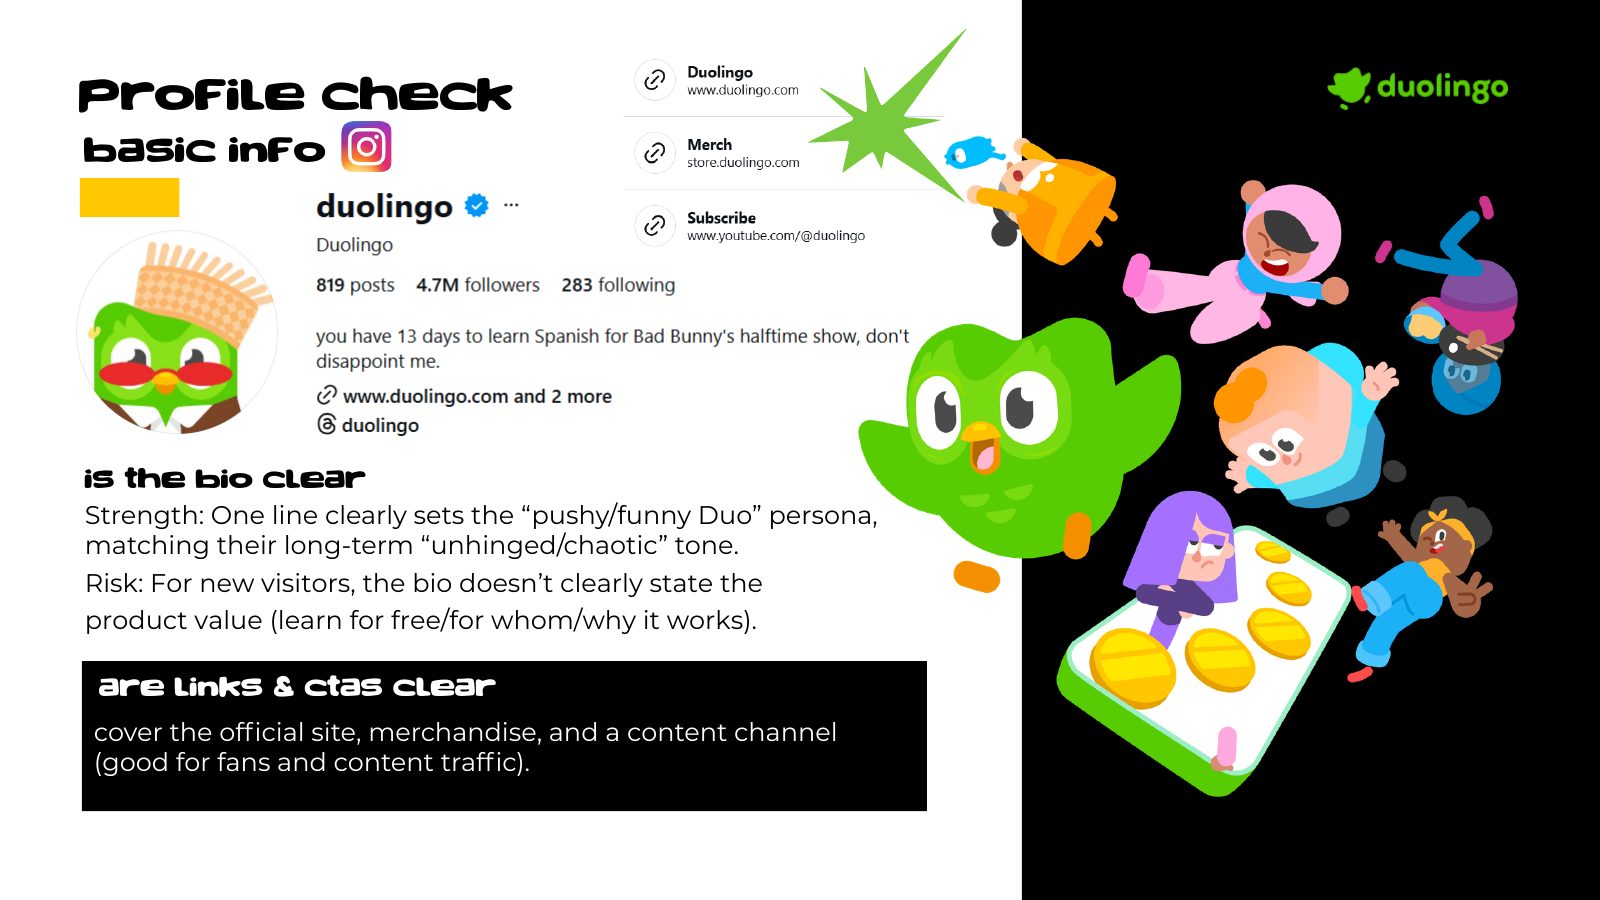 Profile check
basic info
duolingo ...
Duolingo
819 posts 4.7M followers 283 following
you have 13 days to learn Spanish for Bad Bunny's halftime show, don't
disappoint me.
www.duolingo.com and 2 more
duolingo
Duolingo
www.duolingo.com
Merch
store.duolingo.com
Subscribe
www.youtube.com/@duolingo
is the bio clear
Strength: One line clearly sets the “pushy/funny Duo” persona,
matching their long-term “unhinged/chaotic” tone.
Risk: For new visitors, the bio doesn’t clearly state the
product value (learn for free/for whom/why it works).
are links & ctas clear
cover the official site, merchandise, and a content channel
(good for fans and content traffic).
duolingo